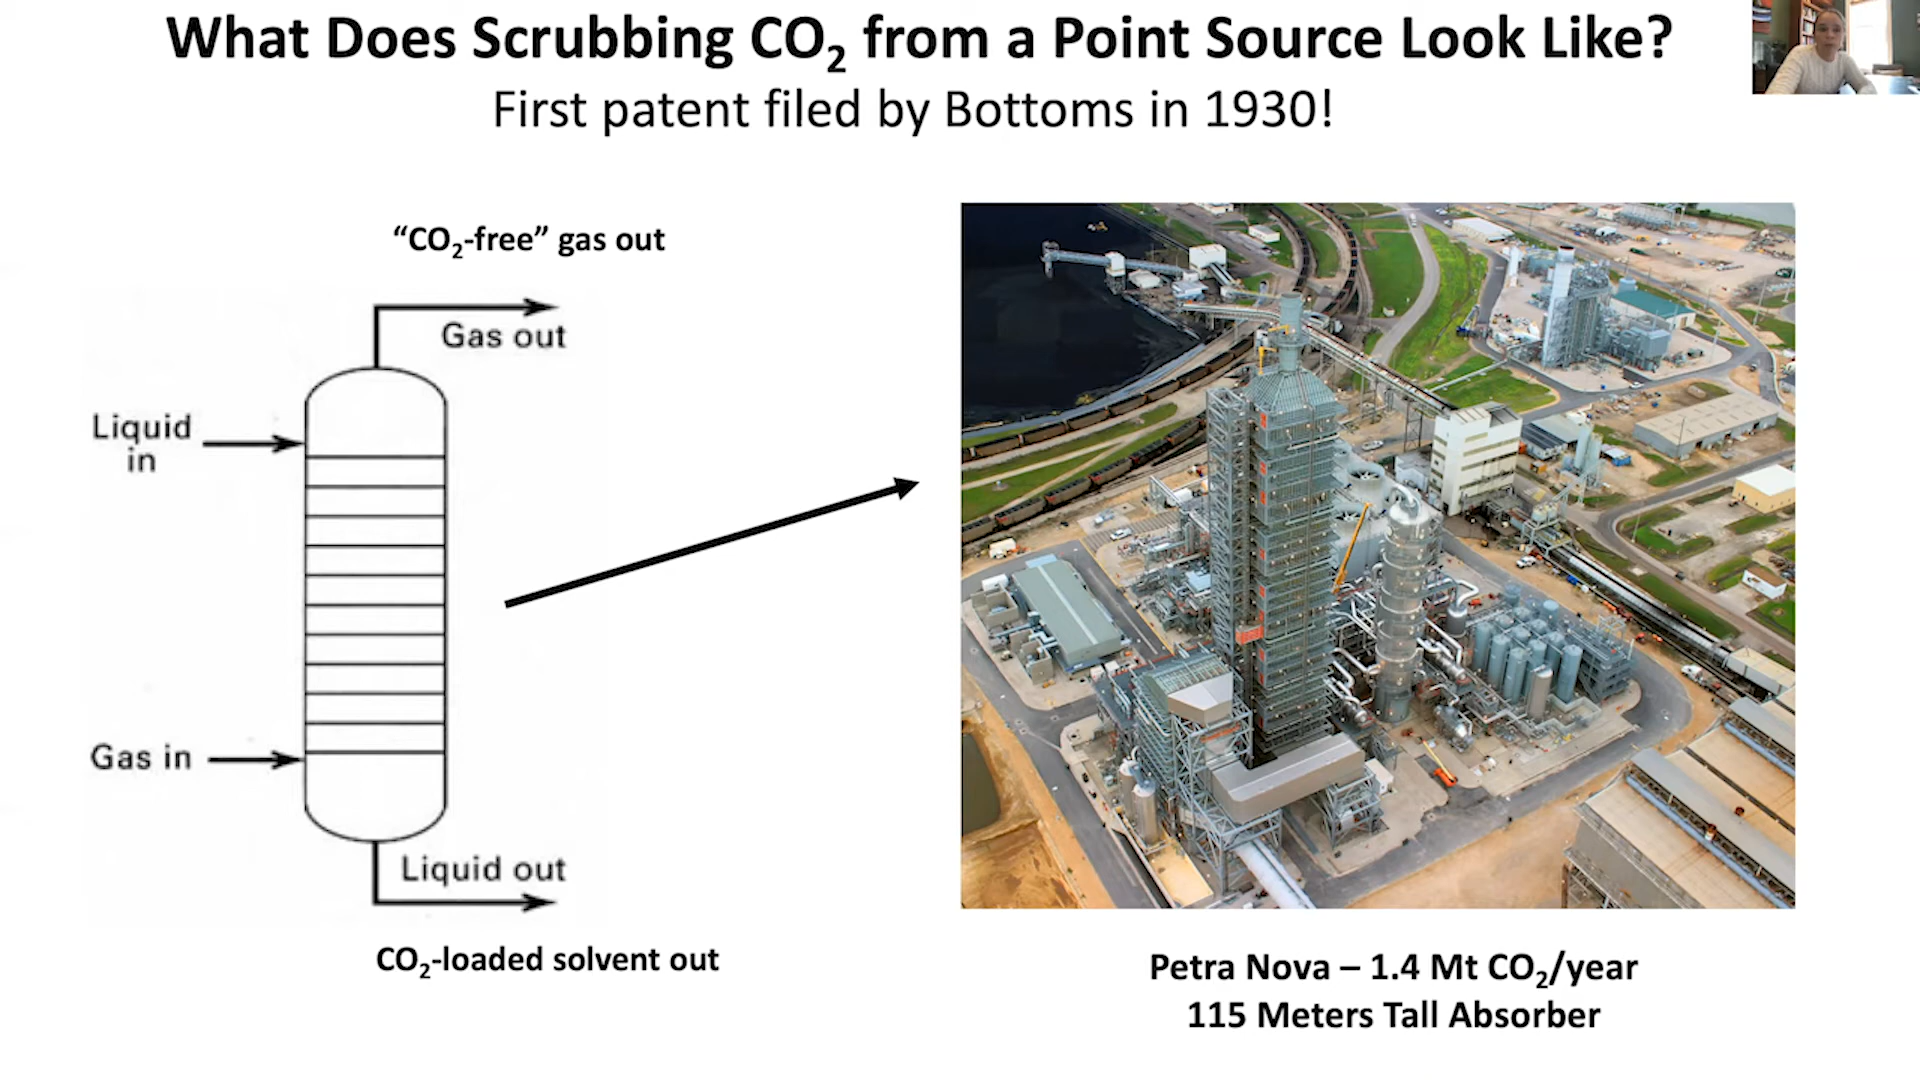 What Does Scrubbing CO₂ from a Point Source Look Like?
First patent filed by Bottoms in 1930!
“CO₂-free” gas out
Gas out
Liquid
in
Gas in
Liquid out
CO₂-loaded solvent out
Petra Nova – 1.4 Mt CO₂/year
115 Meters Tall Absorber